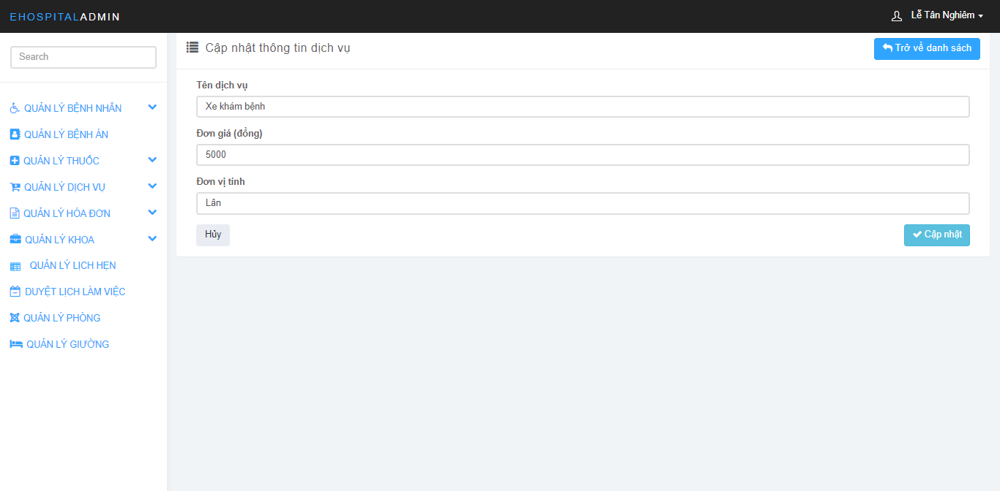 EHOSPITALADMIN
Lễ Tân Nghiêm
Search
QUẢN LÝ BỆNH NHÂN
QUẢN LÝ BỆNH ÁN
QUẢN LÝ THUỐC
QUẢN LÝ DỊCH VỤ
QUẢN LÝ HÓA ĐƠN
QUẢN LÝ KHOA
QUẢN LÝ LỊCH HẸN
DUYỆT LỊCH LÀM VIỆC
QUẢN LÝ PHÒNG
QUẢN LÝ GIƯỜNG
Cập nhật thông tin dịch vụ
Trở về danh sách
Tên dịch vụ
Xe khám bệnh
Đơn giá (đồng)
5000
Đơn vị tính
Lần
Hủy
Cập nhật